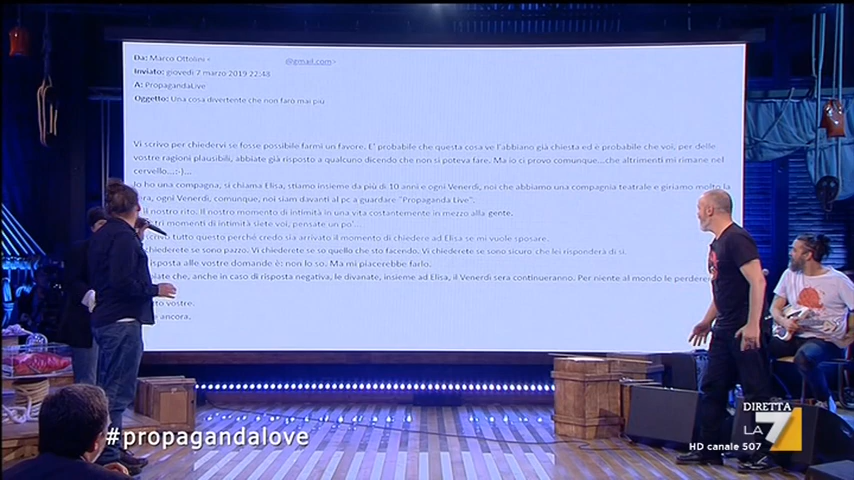 Da: Marco Ottolini < @gmail.com>
Inviato: giovedì 7 marzo 2019 22:48
A: PropagandaLive
Oggetto: Una cosa divertente che non farò mai più
Vi scrivo per chiedervi se fosse possibile farmi un favore. E' probabile che questa cosa ve l'abbiano già chiesta ed è probabile che voi, per delle
vostre ragioni plausibili, abbiate già risposto a qualcuno dicendo che non si poteva fare. Ma io ci provo comunque...che altrimenti mi rimane nel
cervello...:-)...
Io ho una compagna, si chiama Elisa, stiamo insieme da più di 10 anni e ogni Venerdì, noi che abbiamo una compagnia teatrale e giriamo molto la
sera, ogni Venerdì, comunque, noi siam davanti al pc a guardare "Propaganda Live".
il nostro rito. Il nostro momento di intimità in una vita costantemente in mezzo alla gente.
momenti di intimità siete voi, pensate un po'...
scrivo tutto questo perché credo sia arrivato il momento di chiedere ad Elisa se mi vuole sposare.
chiederete se sono pazzo. Vi chiederete se so quello che sto facendo. Vi chiederete se sono sicuro che lei risponderà di sì.
risposta alle vostre domande è: non lo so. Ma mi piacerebbe farlo.
che, anche in caso di risposta negativa, le divanate, insieme ad Elisa, il Venerdì sera continueranno. Per niente al mondo le perderei
vostre.
ancora.
#propagandalove
DIRETTA
LA7
HD canale 507